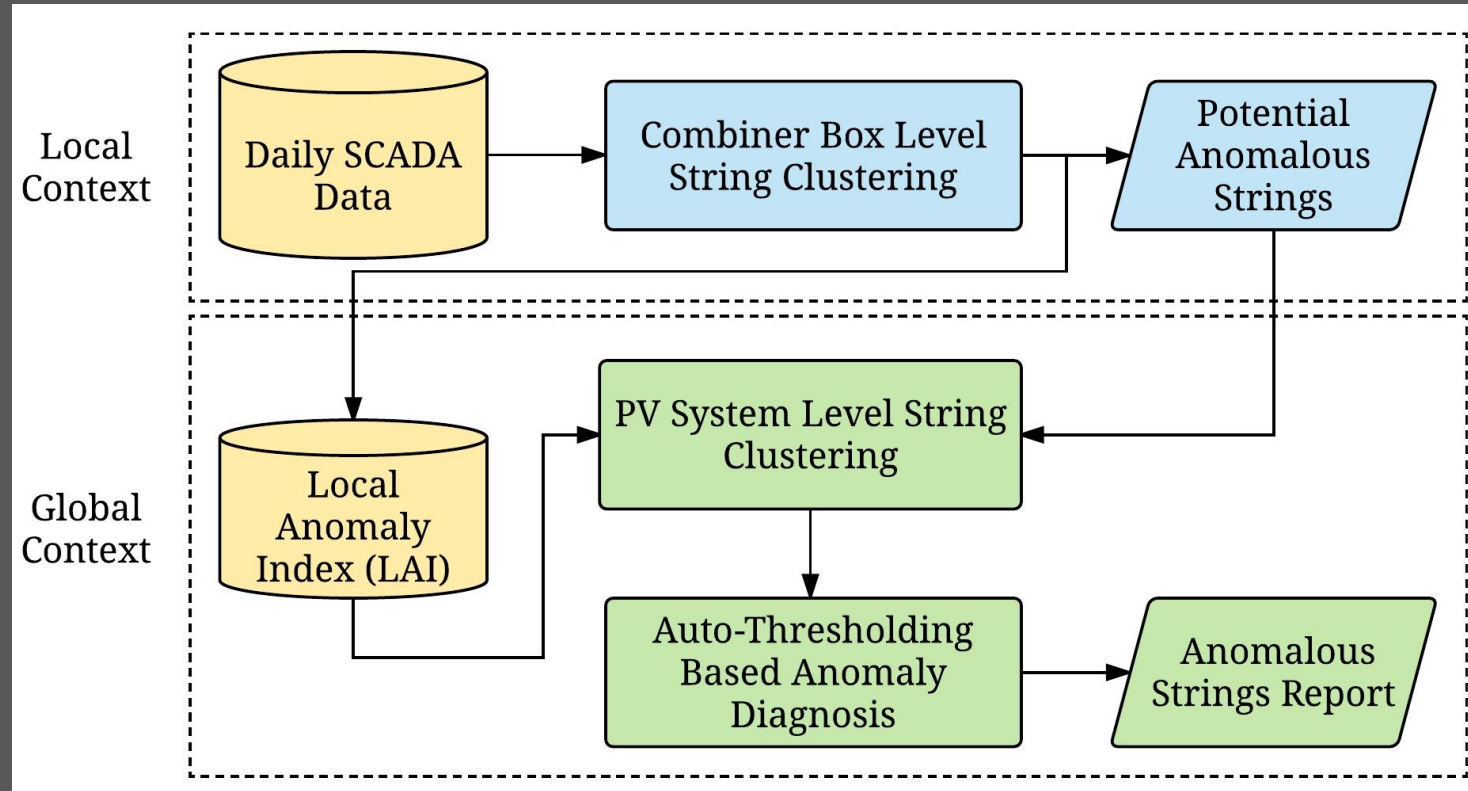 Local
Context
Daily SCADA
Data
Combiner Box Level
String Clustering
Potential
Anomalous
Strings
Global
Context
Local
Anomaly
Index (LAI)
PV System Level String
Clustering
Auto-Thresholding
Based Anomaly
Diagnosis
Anomalous
Strings Report